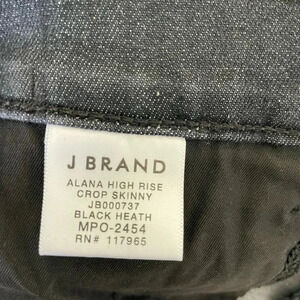 J BRAND
ALANA HIGH RISE
CROP SKINNY
JB000737
BLACK HEATH
MPO-2454
RN# 117965